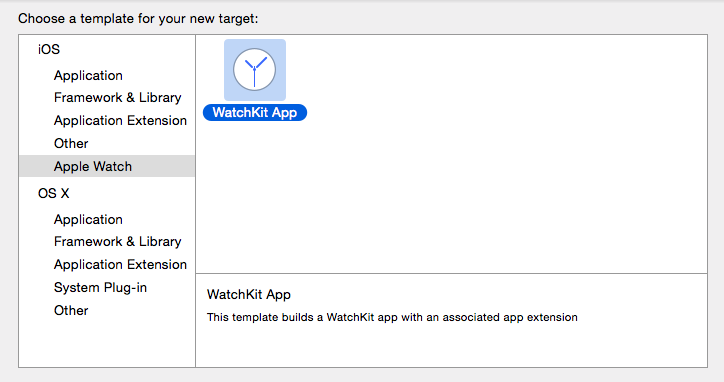 Choose a template for your new target:
iOS
Application
Framework & Library
Application Extension
Other
Apple Watch
OS X
Application
Framework & Library
Application Extension
System Plug-in
Other
WatchKit App
WatchKit App
This template builds a WatchKit app with an associated app extension